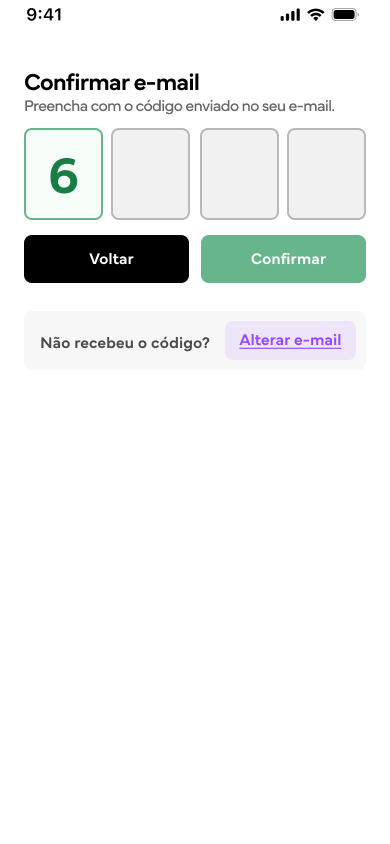 9:41
Confirmar e-mail
Preencha com o código enviado no seu e-mail.
6
Voltar
Confirmar
Não recebeu o código?
Alterar e-mail